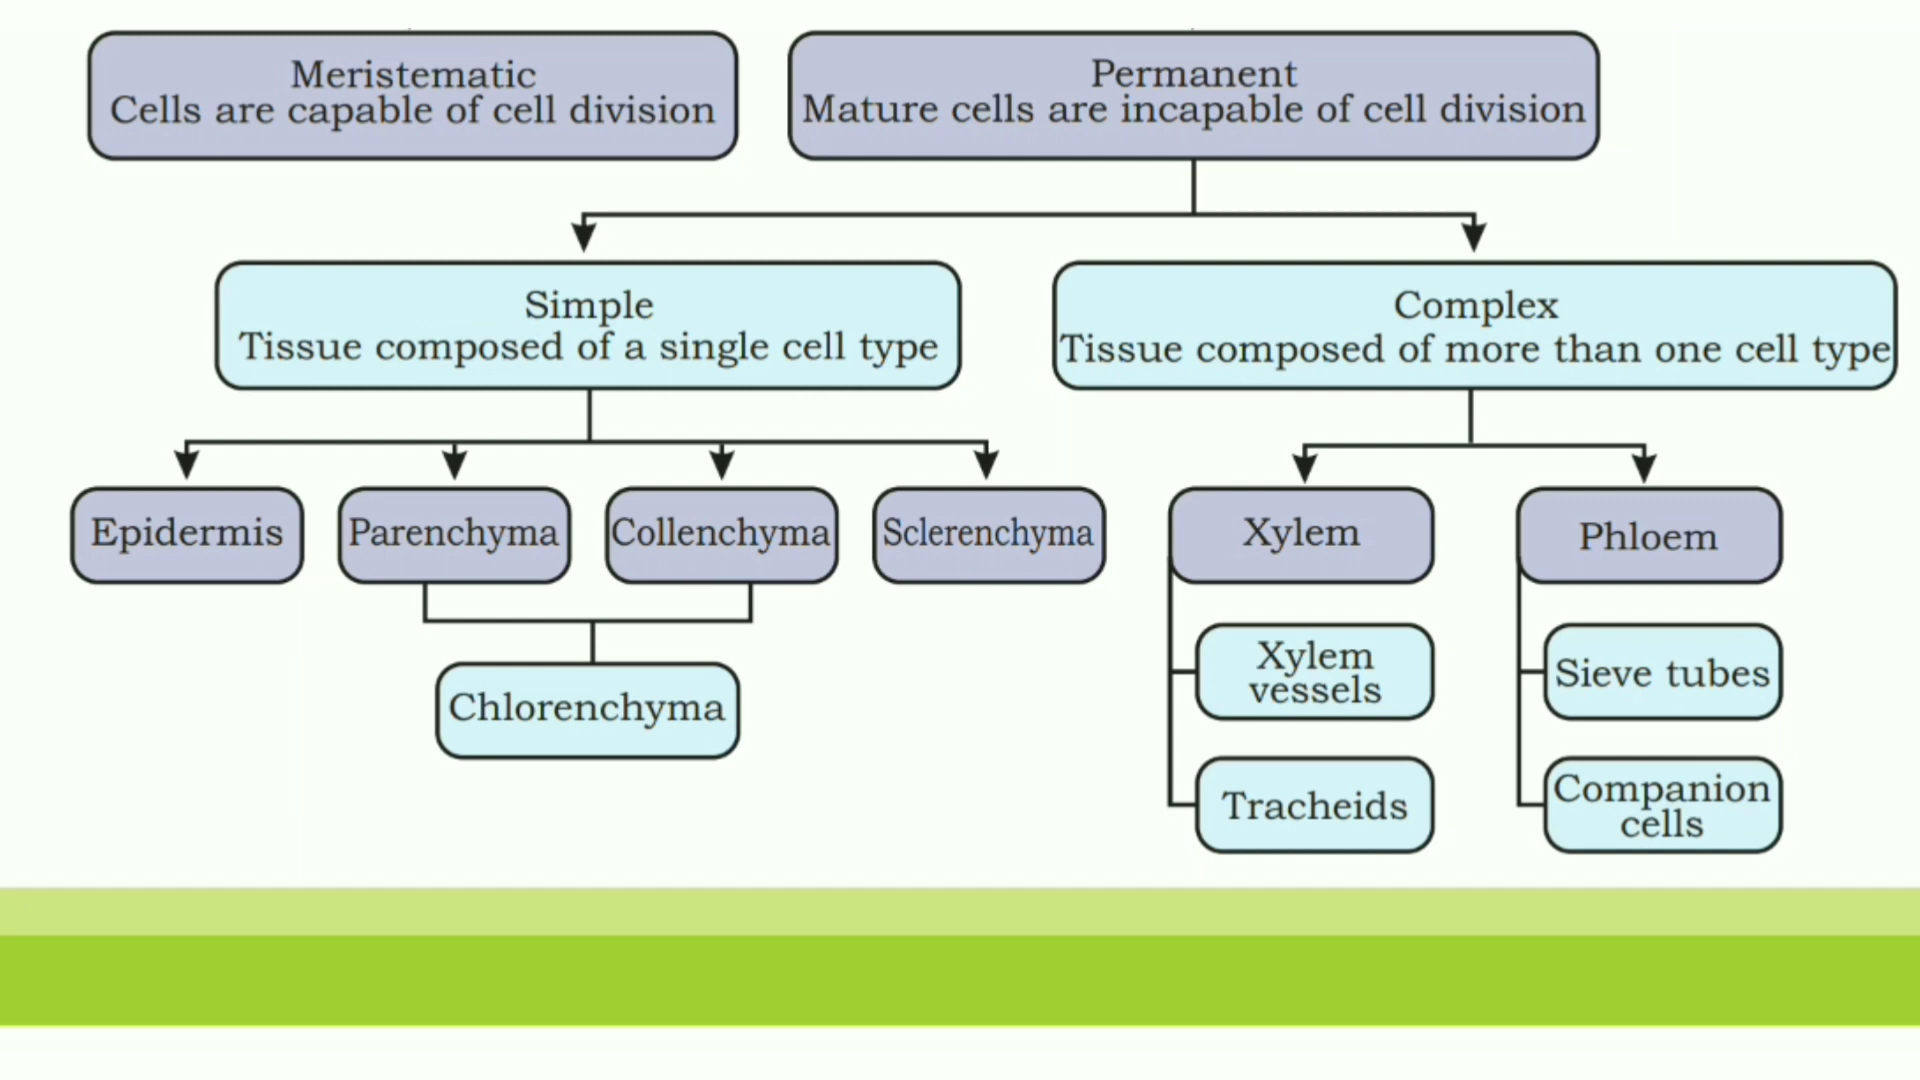 Meristematic
Cells are capable of cell division
Permanent
Mature cells are incapable of cell division
Simple
Tissue composed of a single cell type
Complex
Tissue composed of more than one cell type
Epidermis
Parenchyma
Collenchyma
Sclerenchyma
Xylem
Phloem
Chlorenchyma
Xylem
vessels
Sieve tubes
Tracheids
Companion
cells